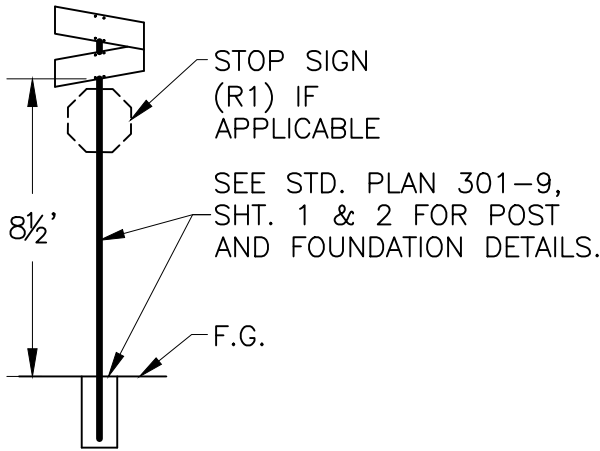 STOP SIGN
(R1) IF
APPLICABLE
SEE STD. PLAN 301-9,
SHT. 1 & 2 FOR POST
AND FOUNDATION DETAILS.
8½'
F.G.